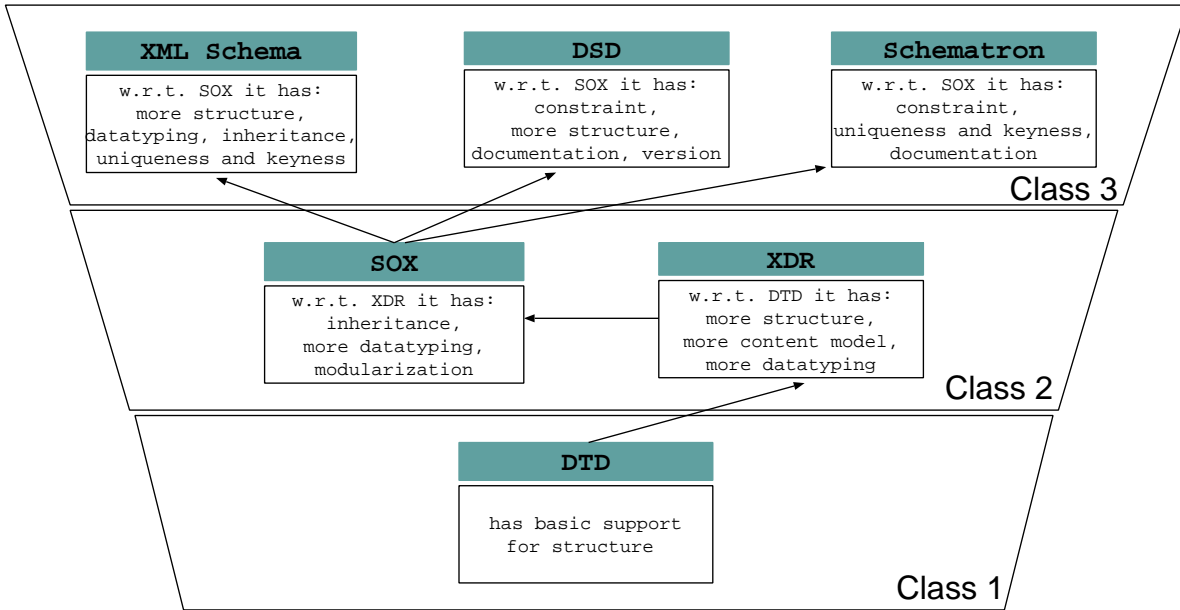 XML Schema
w.r.t. SOX it has:
more structure,
datatyping, inheritance,
uniqueness and keyness
DSD
w.r.t. SOX it has:
constraint,
more structure,
documentation, version
Schematron
w.r.t. SOX it has:
constraint,
uniqueness and keyness,
documentation
Class 3
SOX
w.r.t. XDR it has:
inheritance,
more datatyping,
modularization
XDR
w.r.t. DTD it has:
more structure,
more content model,
more datatyping
Class 2
DTD
has basic support
for structure
Class 1